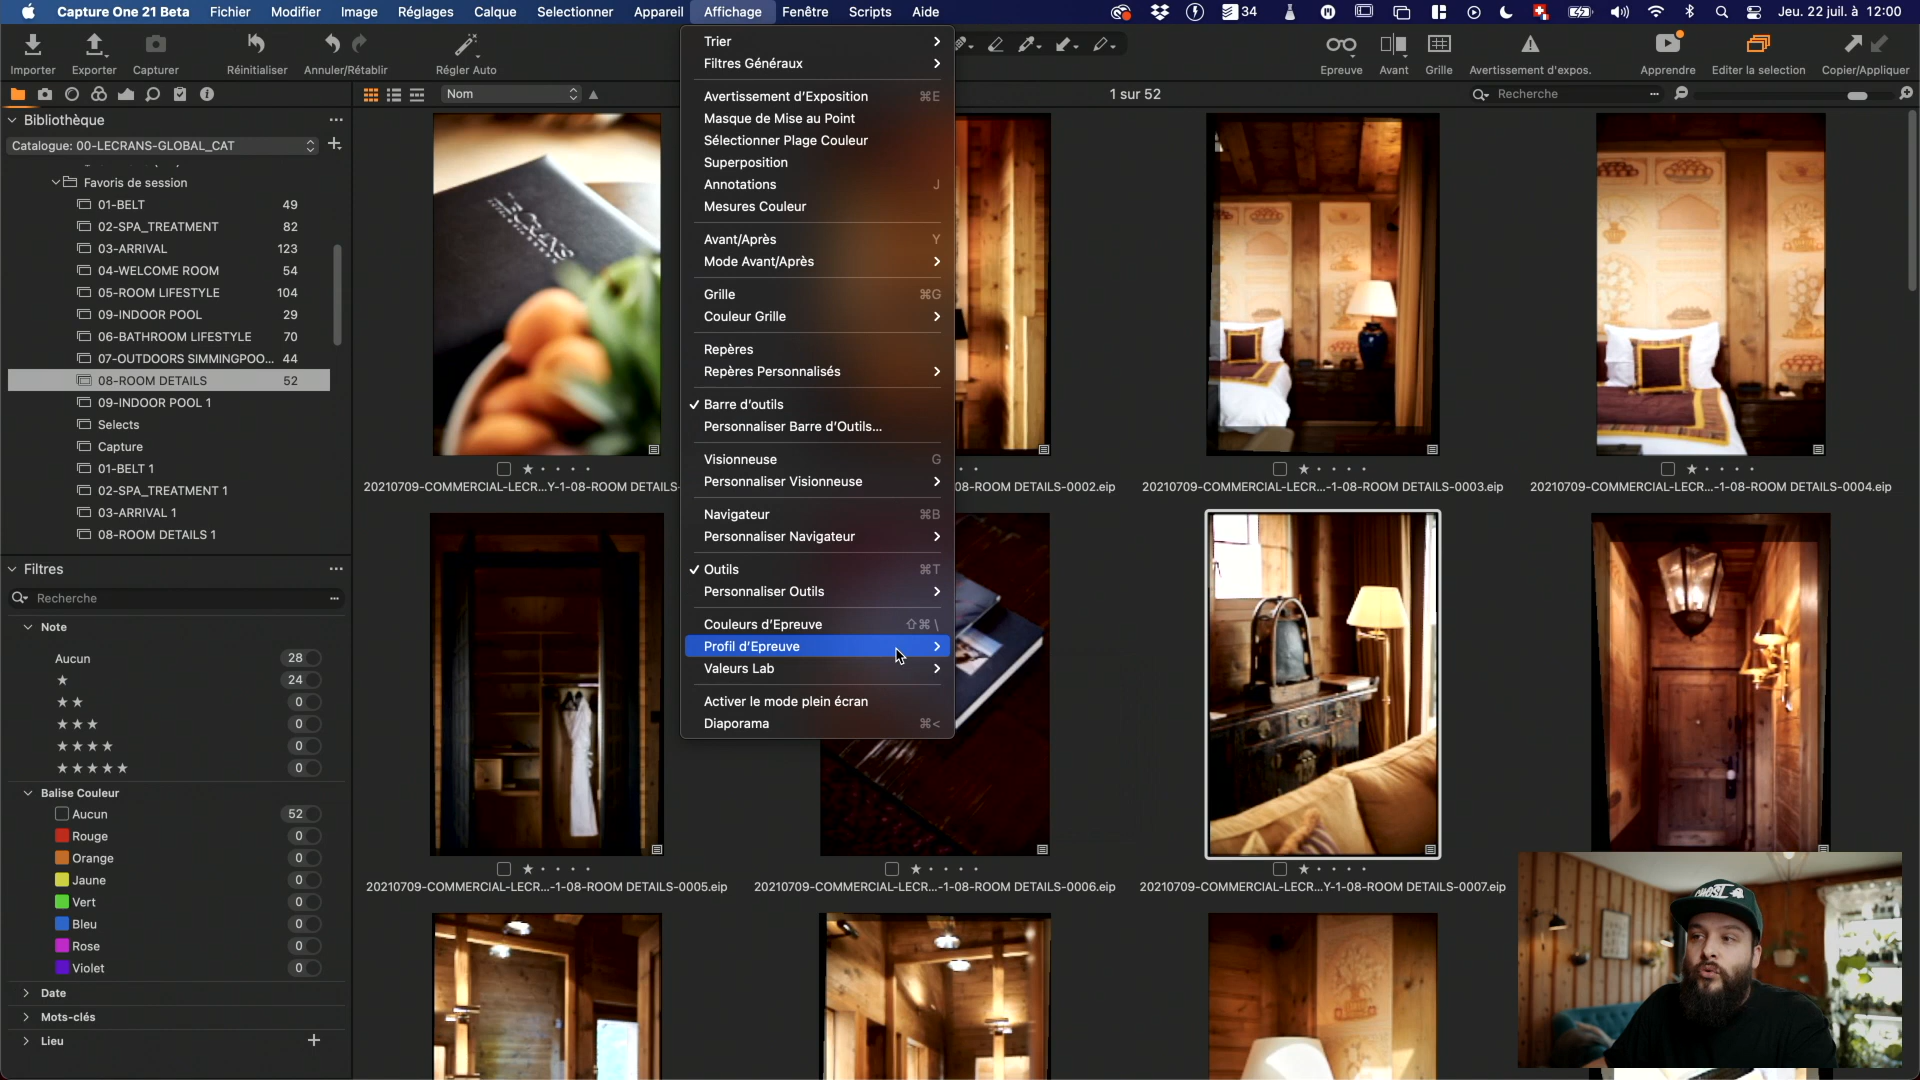 Capture One 21 Beta Fichier Modifier Image Réglages Calque Selectionner Appareil Affichage Fenêtre Scripts Aide 34 Jeu. 22 juil. à 12:00
Importer Exporter Capturer Réinitialiser Annuler/Rétablir Régler Auto Epreuve Avant Grille Avertissement d'expos. Apprendre Editer la selection Copier/Appliquer
Nom 1 sur 52 Recherche
Bibliothèque
Catalogue: 00-LECRANS-GLOBAL_CAT
Favoris de session
01-BELT 49
02-SPA_TREATMENT 82
03-ARRIVAL 123
04-WELCOME ROOM 54
05-ROOM LIFESTYLE 104
09-INDOOR POOL 29
06-BATHROOM LIFESTYLE 70
07-OUTDOORS SIMMINGPOO... 44
08-ROOM DETAILS 52
09-INDOOR POOL 1
Selects
Capture
01-BELT 1
02-SPA_TREATMENT 1
03-ARRIVAL 1
08-ROOM DETAILS 1
Filtres
Recherche
Note
Aucun 28
★ 24
★★ 0
★★★ 0
★★★★ 0
★★★★★ 0
Balise Couleur
Aucun 52
Rouge 0
Orange 0
Jaune 0
Vert 0
Bleu 0
Rose 0
Violet 0
Date
Mots-clés
Lieu
Trier
Filtres Généraux
Avertissement d'Exposition ⌘E
Masque de Mise au Point
Sélectionner Plage Couleur
Superposition
Annotations J
Mesures Couleur
Avant/Après Y
Mode Avant/Après
Grille ⌘G
Couleur Grille
Repères
Repères Personnalisés
✓ Barre d'outils
Personnaliser Barre d'Outils...
Visionneuse G
Personnaliser Visionneuse
Navigateur ⌘B
Personnaliser Navigateur
✓ Outils ⌘T
Personnaliser Outils
Couleurs d'Epreuve ⇧⌘\
Profil d'Epreuve
Valeurs Lab
Activer le mode plein écran
Diaporama ⌘<
20210709-COMMERCIAL-LECR...Y-1-08-ROOM DETAILS-
08-ROOM DETAILS-0002.eip
20210709-COMMERCIAL-LECR...-1-08-ROOM DETAILS-0003.eip
20210709-COMMERCIAL-LECR...-1-08-ROOM DETAILS-0004.eip
20210709-COMMERCIAL-LECR...-1-08-ROOM DETAILS-0005.eip
20210709-COMMERCIAL-LECR...-1-08-ROOM DETAILS-0006.eip
20210709-COMMERCIAL-LECR...Y-1-08-ROOM DETAILS-0007.eip
GHOST